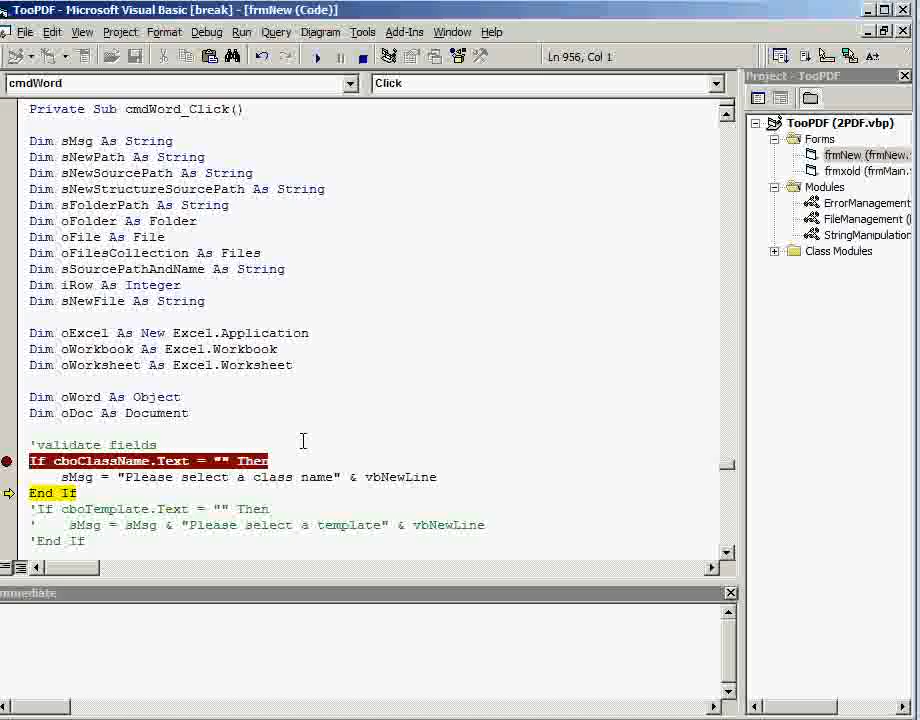 TooPDF - Microsoft Visual Basic [break] - [frmNew (Code)]
File Edit View Project Format Debug Run Query Diagram Tools Add-Ins Window Help
Ln 956, Col 1
cmdWord Click
Private Sub cmdWord_Click()
Dim sMsg As String
Dim sNewPath As String
Dim sNewSourcePath As String
Dim sNewStructureSourcePath As String
Dim sFolderPath As String
Dim oFolder As Folder
Dim oFile As File
Dim oFilesCollection As Files
Dim sSourcePathAndName As String
Dim iRow As Integer
Dim sNewFile As String
Dim oExcel As New Excel.Application
Dim oWorkbook As Excel.Workbook
Dim oWorksheet As Excel.Worksheet
Dim oWord As Object
Dim oDoc As Document
'validate fields
If cboClassName.Text = "" Then
sMsg = "Please select a class name" & vbNewLine
End If
'If cboTemplate.Text = "" Then
' sMsg = sMsg & "Please select a template" & vbNewLine
'End If
mmediate
Project - TooPDF
TooPDF (2PDF.vbp)
Forms
frmNew (frmNew.
frmxold (frmMain.
Modules
ErrorManagement
FileManagement (
StringManipulation
Class Modules